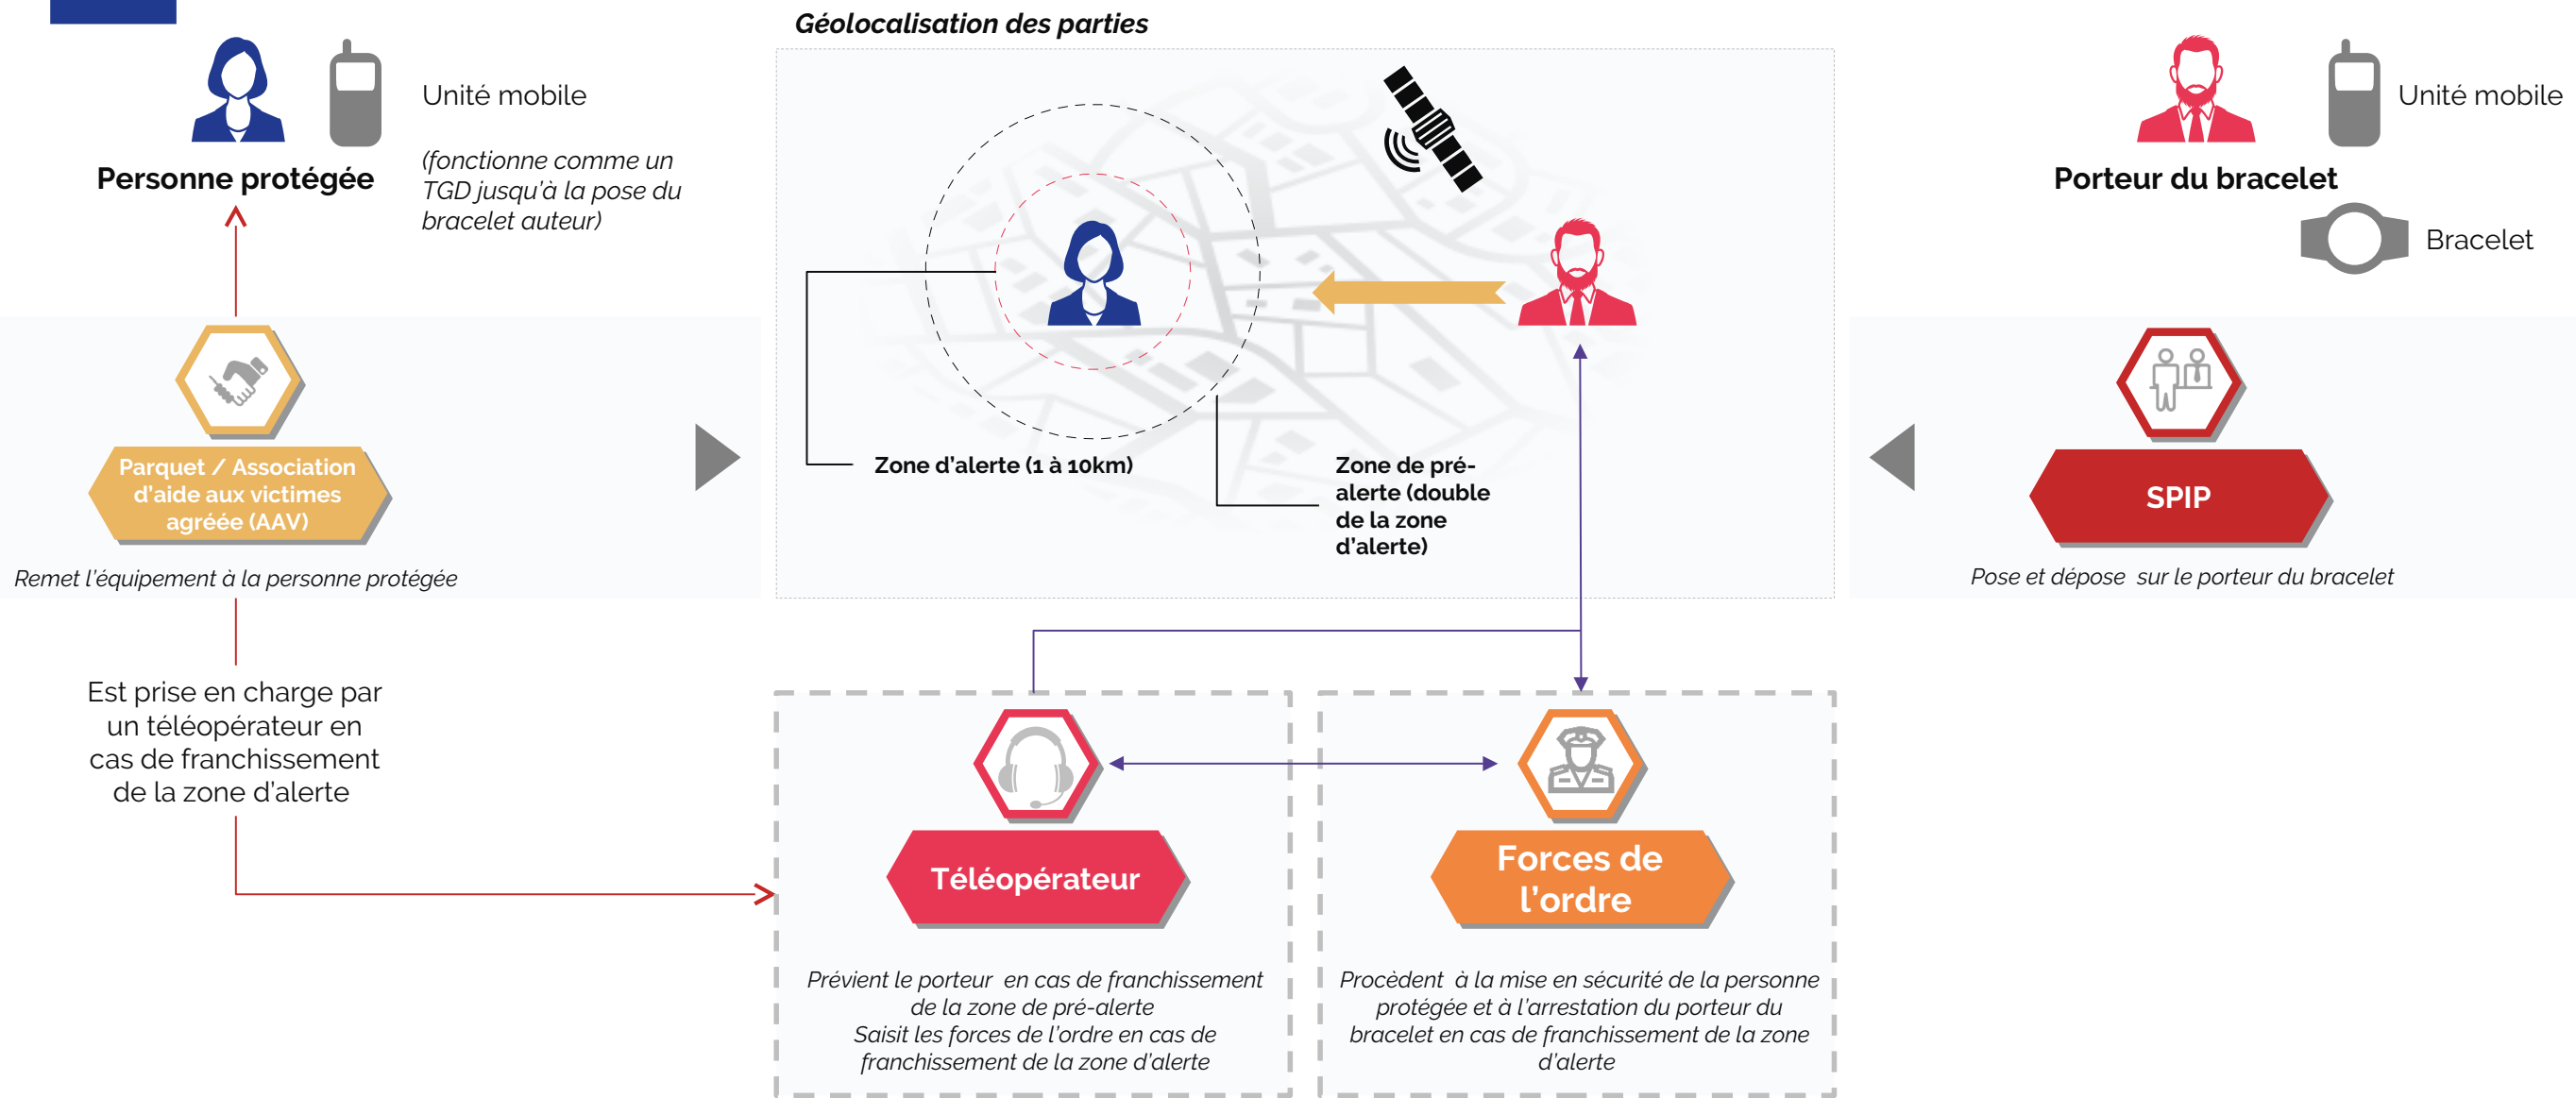 Géolocalisation des parties
Unité mobile
(fonctionne comme un
TGD jusqu'à la pose du
bracelet auteur)
Personne protégée
Parquet / Association
d'aide aux victimes
agréée (AAV)
Remet l'équipement à la personne protégée
Est prise en charge par
un téléopérateur en
cas de franchissement
de la zone d'alerte
Zone d'alerte (1 à 10km)
Zone de pré-
alerte (double
de la zone
d'alerte)
Unité mobile
Porteur du bracelet
Bracelet
SPIP
Pose et dépose sur le porteur du bracelet
Téléopérateur
Prévient le porteur en cas de franchissement
de la zone de pré-alerte
Saisit les forces de l'ordre en cas de
franchissement de la zone d'alerte
Forces de
l'ordre
Procèdent à la mise en sécurité de la personne
protégée et à l'arrestation du porteur du
bracelet en cas de franchissement de la zone
d'alerte